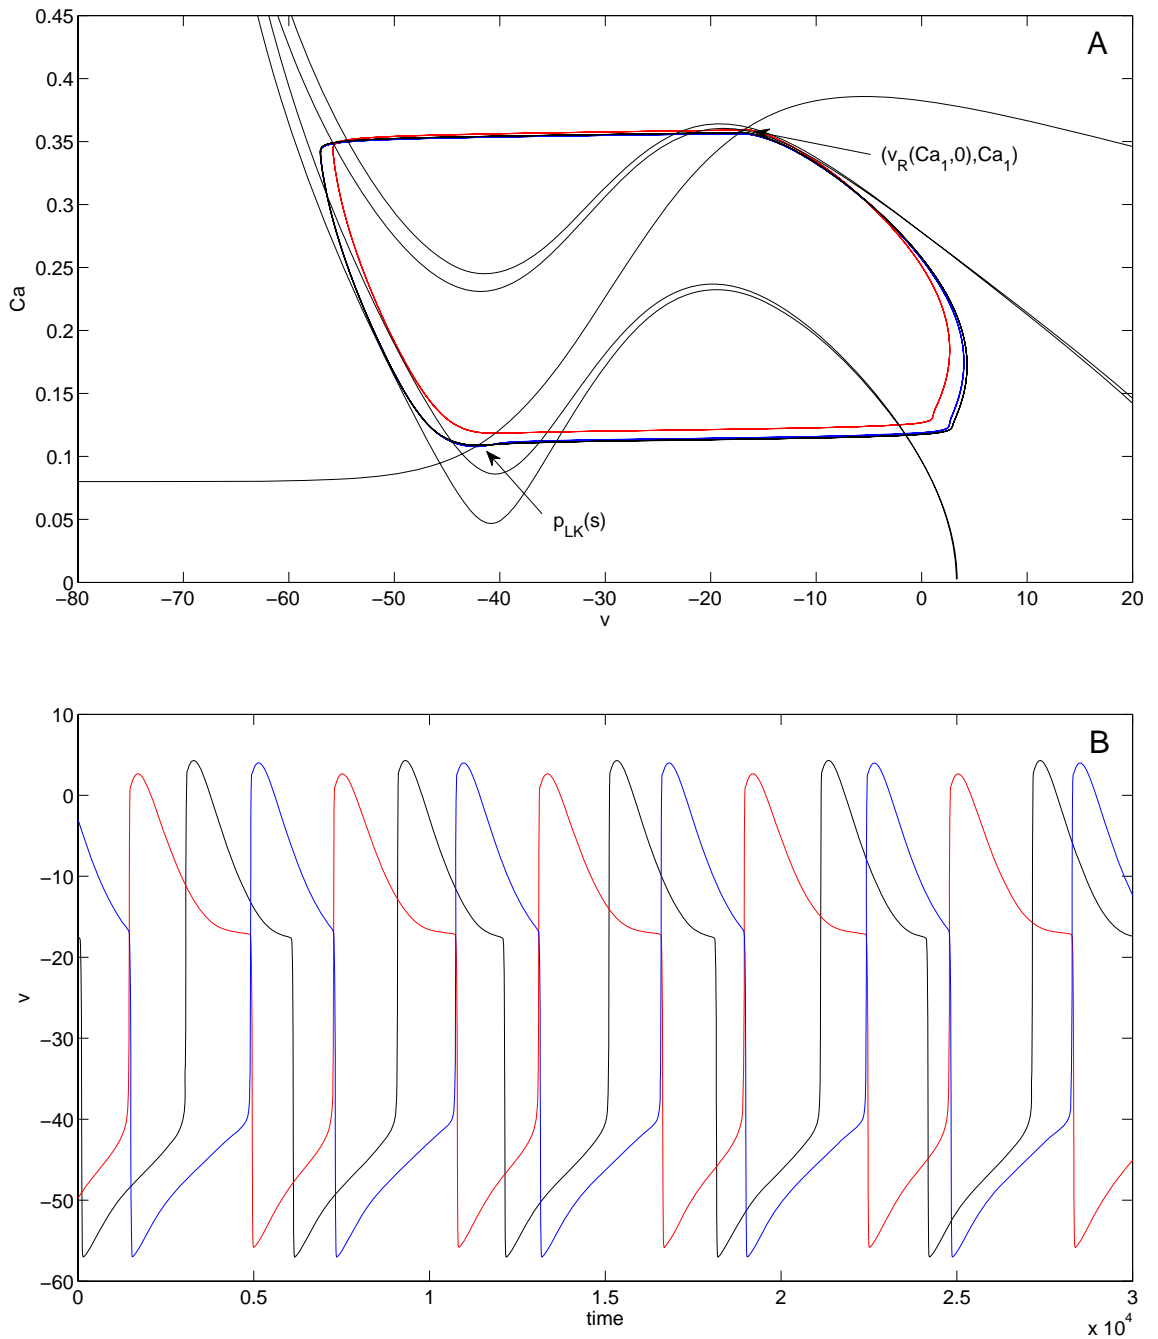 A
0.45
0.4
0.35
0.3
0.25
0.2
0.15
0.1
0.05
0
Ca
(v_R(Ca_1,0),Ca_1)
p_LK(s)
−80 −70 −60 −50 −40 −30 −20 −10 0 10 20
v
B
10
0
−10
−20
−30
−40
−50
−60
v
0 0.5 1 1.5 2 2.5 3
time
x 10^4